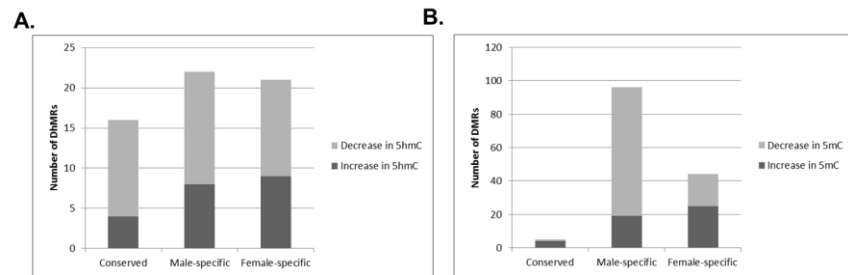 A.
Number of DhMRs
25
20
15
10
5
0
Conserved Male-specific Female-specific
Decrease in 5hmC
Increase in 5hmC
B.
Number of DMRs
120
100
80
60
40
20
0
Conserved Male-specific Female-specific
Decrease in 5mC
Increase in 5mC